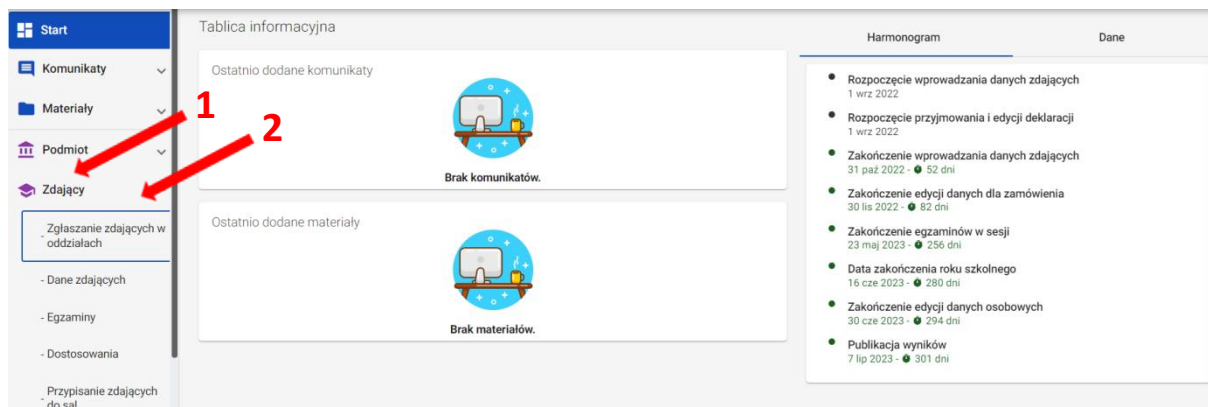 Start
Komunikaty
Materiały
Podmiot
Zdający
- Zgłaszanie zdających w
oddziałach
- Dane zdających
- Egzaminy
- Dostosowania
- Przypisanie zdających
do sal
1
2
Tablica informacyjna
Ostatnio dodane komunikaty
Brak komunikatów.
Ostatnio dodane materiały
Brak materiałów.
Harmonogram
Dane
Rozpoczęcie wprowadzania danych zdających
1 wrz 2022
Rozpoczęcie przyjmowania i edycji deklaracji
1 wrz 2022
Zakończenie wprowadzania danych zdających
31 paź 2022 - 52 dni
Zakończenie edycji danych dla zamówienia
30 lis 2022 - 82 dni
Zakończenie egzaminów w sesji
23 maj 2023 - 256 dni
Data zakończenia roku szkolnego
16 cze 2023 - 280 dni
Zakończenie edycji danych osobowych
30 cze 2023 - 294 dni
Publikacja wyników
7 lip 2023 - 301 dni